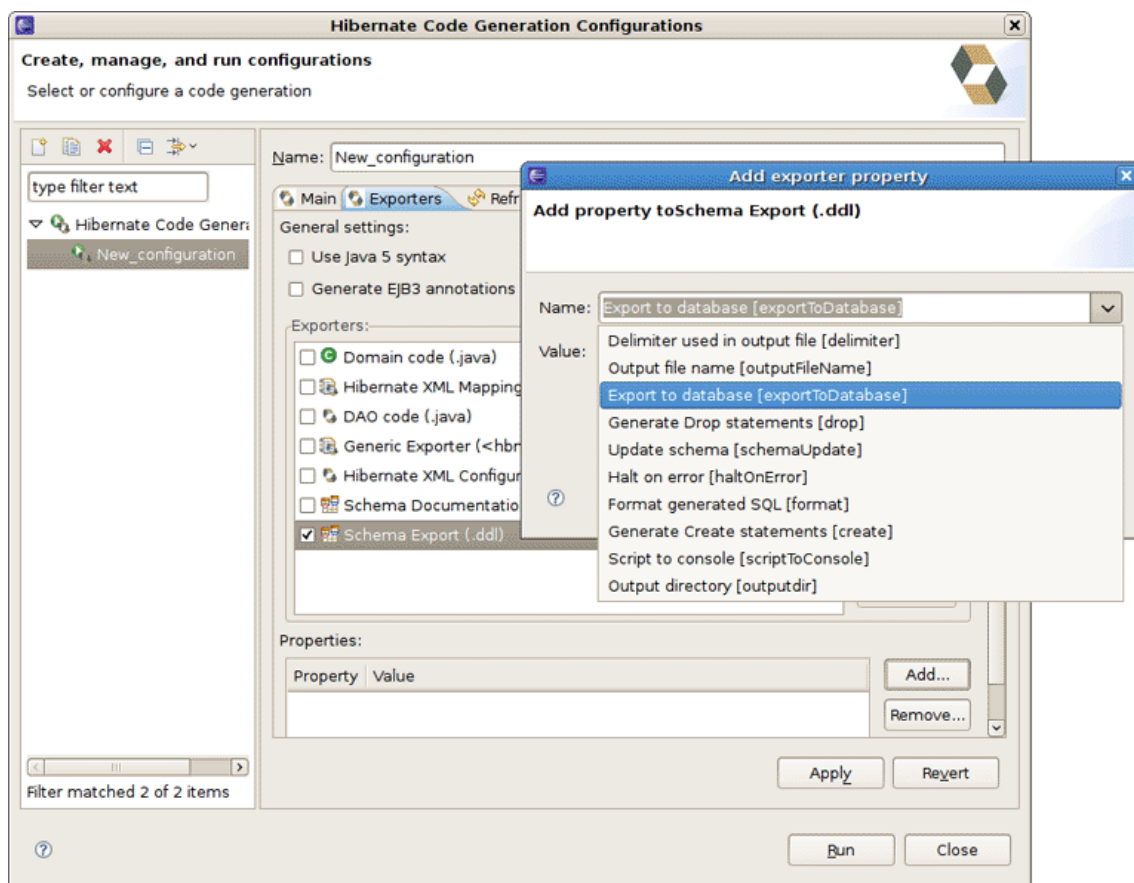 Hibernate Code Generation Configurations
Create, manage, and run configurations
Select or configure a code generation
type filter text
Hibernate Code Genera
New_configuration
Filter matched 2 of 2 items
Name: New_configuration
Main Exporters Refr
General settings:
Use Java 5 syntax
Generate EJB3 annotations
Exporters:
Domain code (.java)
Hibernate XML Mapping
DAO code (.java)
Generic Exporter (<hbr
Hibernate XML Configur
Schema Documentatio
Schema Export (.ddl)
Properties:
Property Value
Add...
Remove...
Apply Revert
Run Close
Add exporter property
Add property toSchema Export (.ddl)
Name: Export to database [exportToDatabase]
Value:
Delimiter used in output file [delimiter]
Output file name [outputFileName]
Export to database [exportToDatabase]
Generate Drop statements [drop]
Update schema [schemaUpdate]
Halt on error [haltOnError]
Format generated SQL [format]
Generate Create statements [create]
Script to console [scriptToConsole]
Output directory [outputdir]